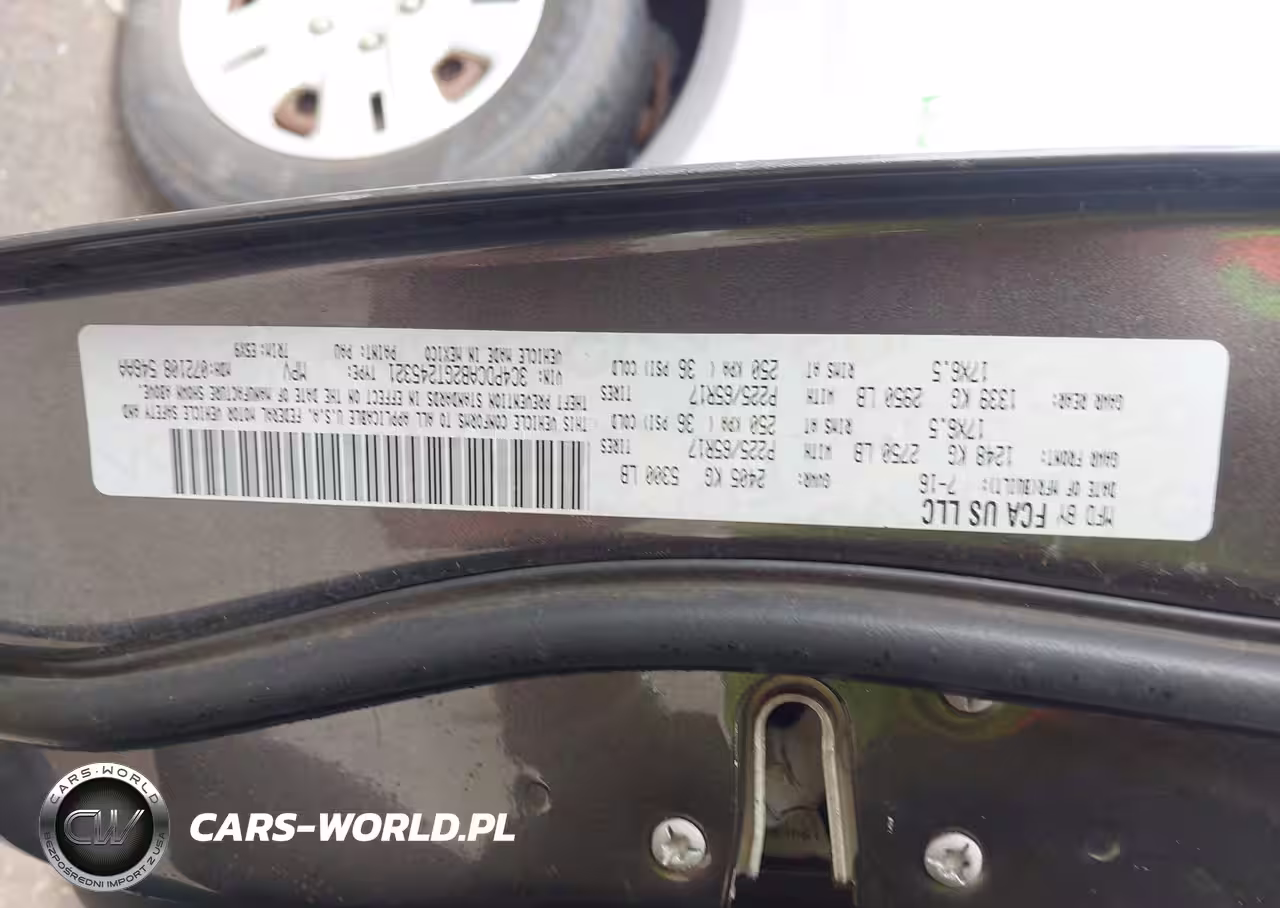 MFD BY FCA US LLC
DATE OF MFR(BUILT): 7-16 GVWR: 2405 KG 5300 LB
GAWR FRONT: 1248 KG 2750 LB WITH P225/65R17 TIRES
17X6.5 RIMS AT 250 KPA ( 36 PSI) COLD
GAWR REAR: 1339 KG 2950 LB WITH P225/65R17 TIRES
17X6.5 RIMS AT 250 KPA ( 36 PSI) COLD
THIS VEHICLE CONFORMS TO ALL APPLICABLE U.S.A. FEDERAL MOTOR VEHICLE SAFETY AND
THEFT PREVENTION STANDARDS IN EFFECT ON THE DATE OF MANUFACTURE SHOWN ABOVE.
VIN: 3C4PDCAB2GT245321 TYPE: MPV MDH: 072108 548AA
VEHICLE MADE IN MEXICO PAINT: PAU TRIM: E5X9
CARS-WORLD
CW
BEZPOŚREDNI IMPORT Z USA
CARS-WORLD.PL